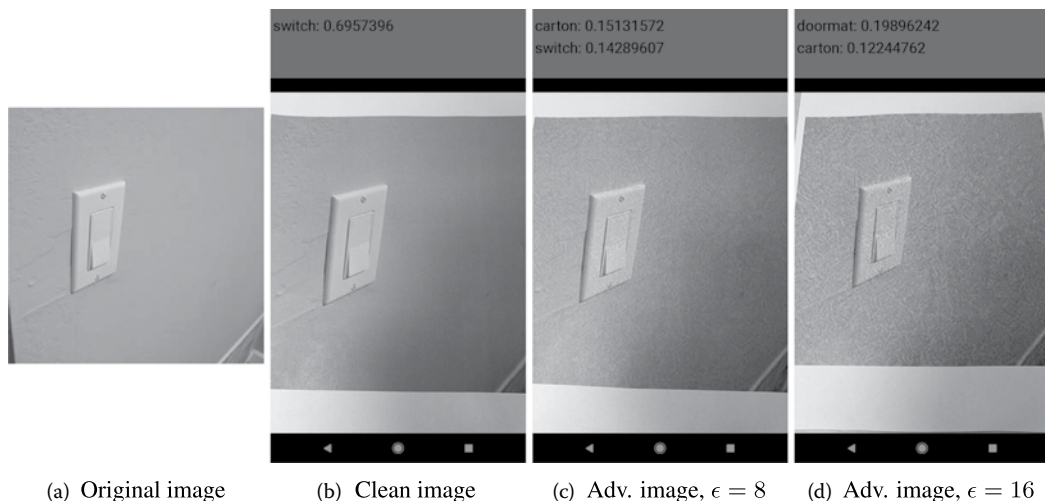 switch: 0.6957396
carton: 0.15131572
switch: 0.14289607
doormat: 0.19896242
carton: 0.12244762
(a) Original image
(b) Clean image
(c) Adv. image, ϵ = 8
(d) Adv. image, ϵ = 16